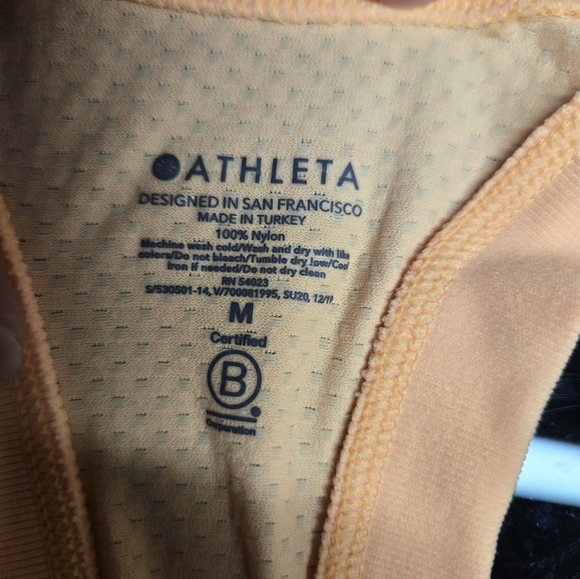 ATHLETA
DESIGNED IN SAN FRANCISCO
MADE IN TURKEY
100% Nylon
Machine wash cold/Wash and dry with like
colors/Do not bleach/Tumble dry low/Cool
iron if needed/Do not dry clean
RN 54023
S/530501-14, V/700081995, SU20, 12/19
M
Certified
B
Corporation